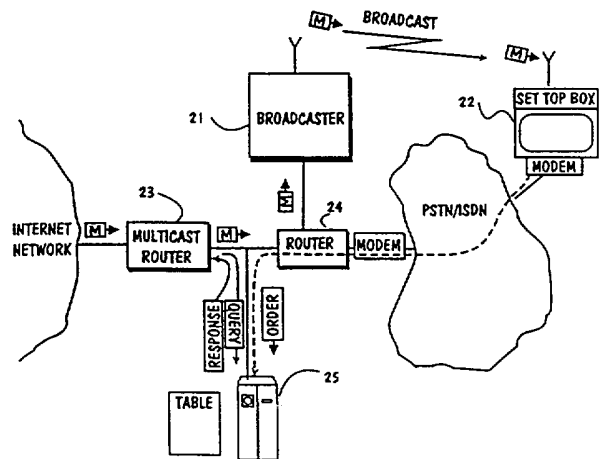 M
BROADCAST
M
21
BROADCASTER
22
SET TOP BOX
MODEM
M
23
24
PSTN/ISDN
INTERNET
NETWORK
M
MULTICAST
ROUTER
M
ROUTER
MODEM
RESPONSE
QUERY
ORDER
25
TABLE